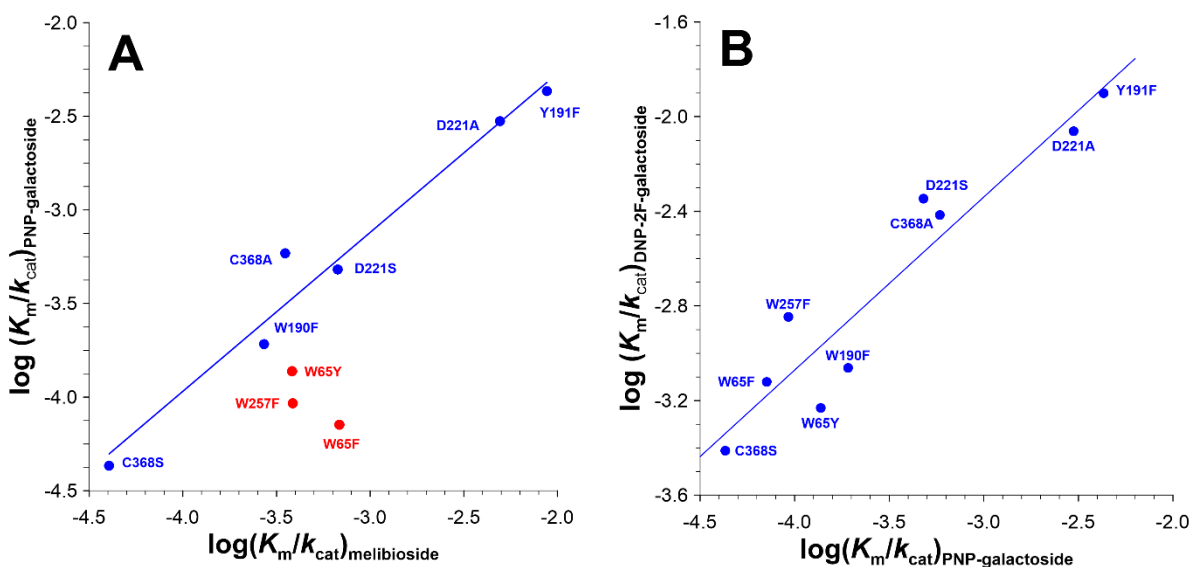 A
log (Km/kcat)PNP-galactoside
-2.0
-2.5
-3.0
-3.5
-4.0
-4.5
Y191F
D221A
C368A
D221S
W190F
W65Y
W257F
W65F
C368S
-4.5 -4.0 -3.5 -3.0 -2.5 -2.0
log(Km/kcat)melibioside
B
log (Km/kcat)DNP-2F-galactoside
-1.6
-2.0
-2.4
-2.8
-3.2
-3.6
Y191F
D221A
D221S
C368A
W257F
W190F
W65F
W65Y
C368S
-4.5 -4.0 -3.5 -3.0 -2.5 -2.0
log(Km/kcat)PNP-galactoside